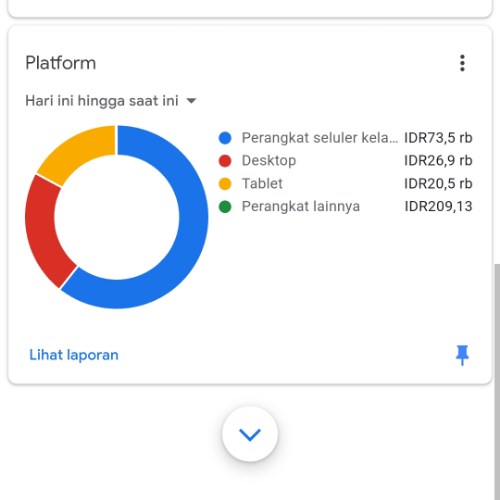 Platform
Hari ini hingga saat ini
Perangkat seluler kela... IDR73,5 rb
Desktop IDR26,9 rb
Tablet IDR20,5 rb
Perangkat lainnya IDR209,13
Lihat laporan